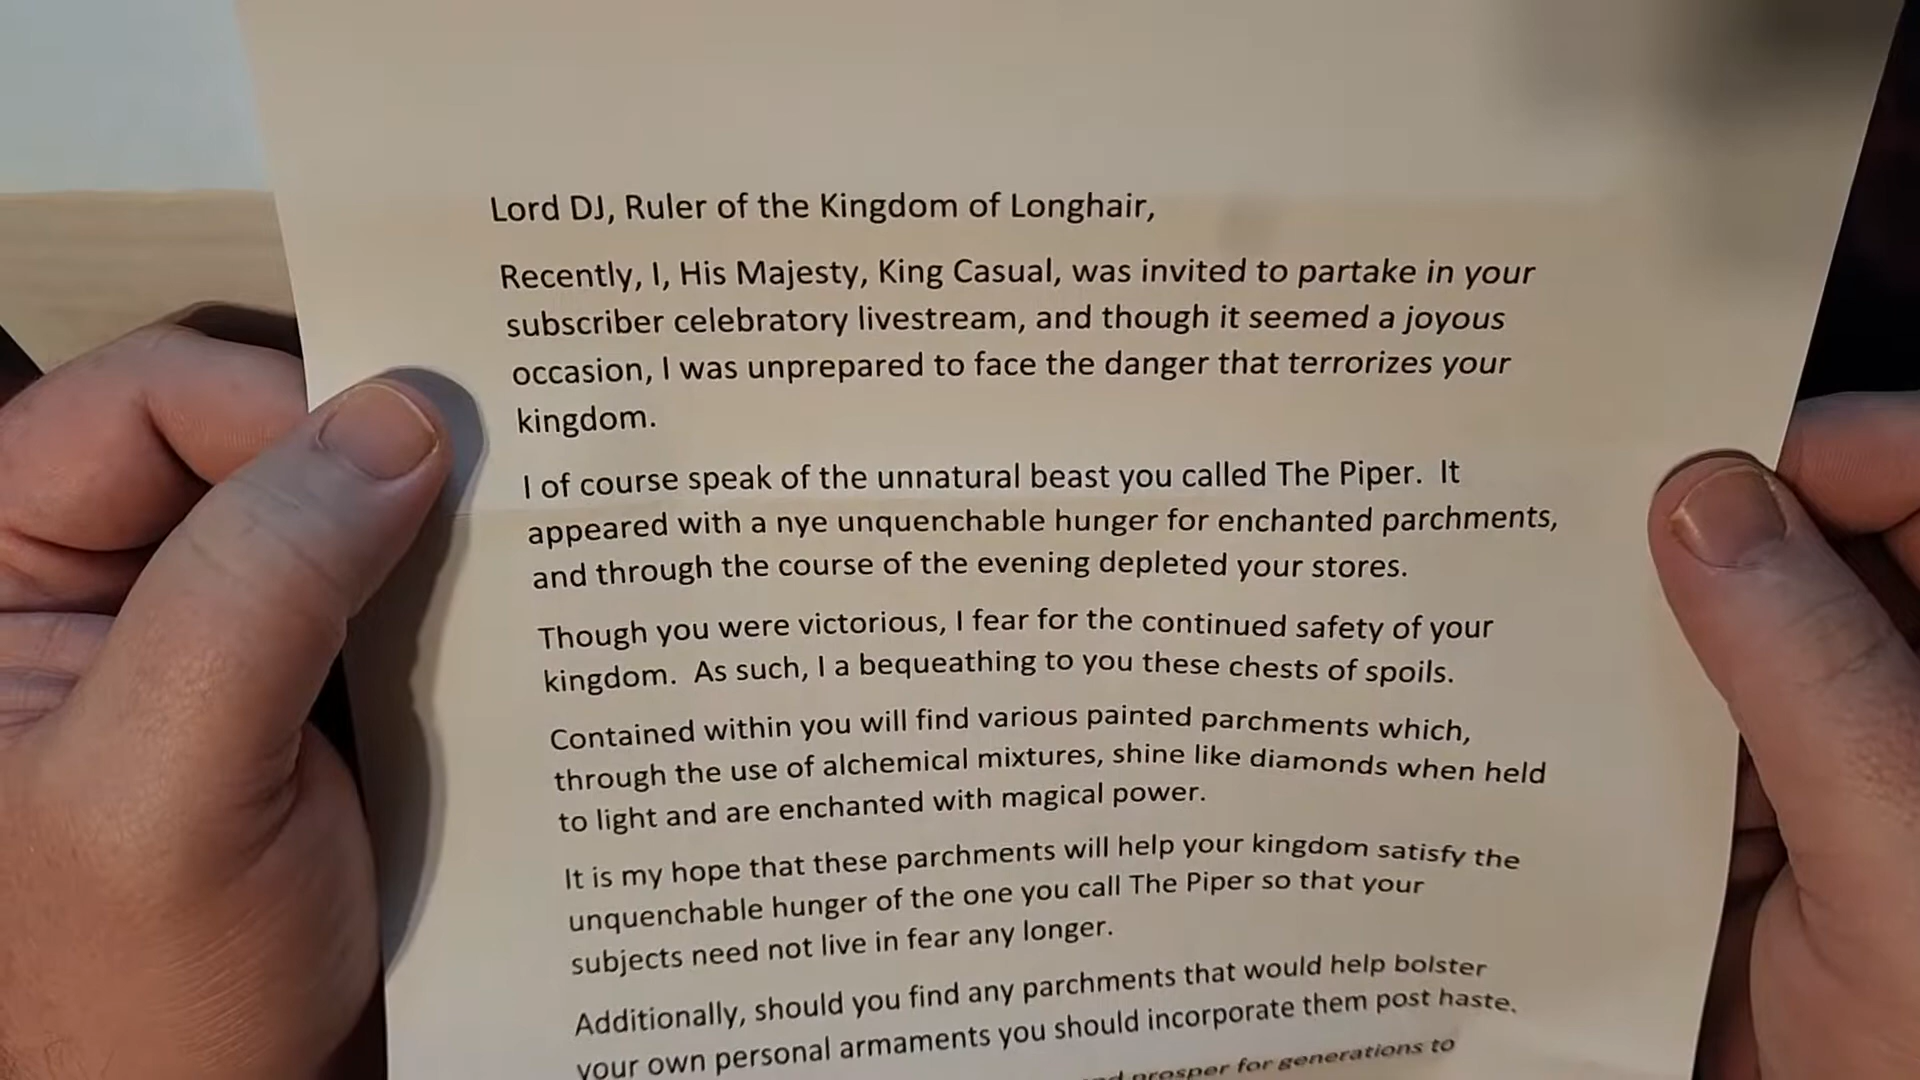 Lord DJ, Ruler of the Kingdom of Longhair,
Recently, I, His Majesty, King Casual, was invited to partake in your
subscriber celebratory livestream, and though it seemed a joyous
occasion, I was unprepared to face the danger that terrorizes your
kingdom.
I of course speak of the unnatural beast you called The Piper. It
appeared with a nye unquenchable hunger for enchanted parchments,
and through the course of the evening depleted your stores.
Though you were victorious, I fear for the continued safety of your
kingdom. As such, I a bequeathing to you these chests of spoils.
Contained within you will find various painted parchments which,
through the use of alchemical mixtures, shine like diamonds when held
to light and are enchanted with magical power.
It is my hope that these parchments will help your kingdom satisfy the
unquenchable hunger of the one you call The Piper so that your
subjects need not live in fear any longer.
Additionally, should you find any parchments that would help bolster
your own personal armaments you should incorporate them post haste.
prosper for generations to